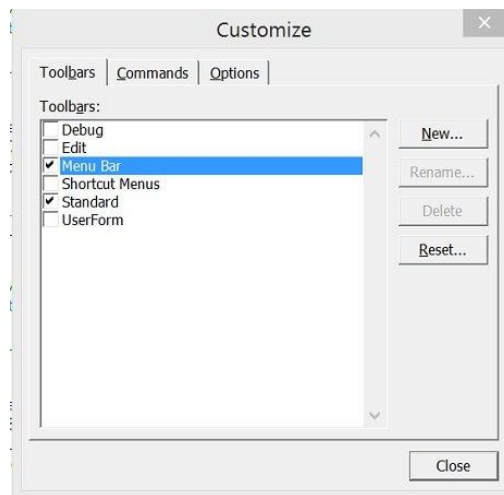 Customize
Toolbars Commands Options
Toolbars:
Debug
Edit
Menu Bar
Shortcut Menus
Standard
UserForm
New...
Rename...
Delete
Reset...
Close